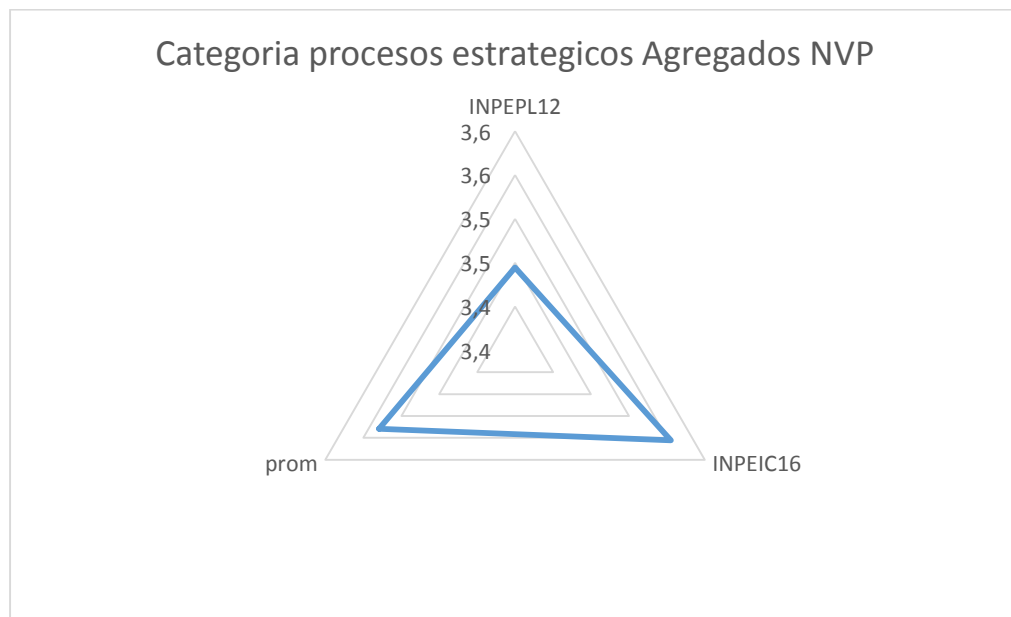 Categoria procesos estrategicos Agregados NVP
INPEPL12
3,6
3,6
3,5
3,5
3,4
3,4
prom
INPEIC16